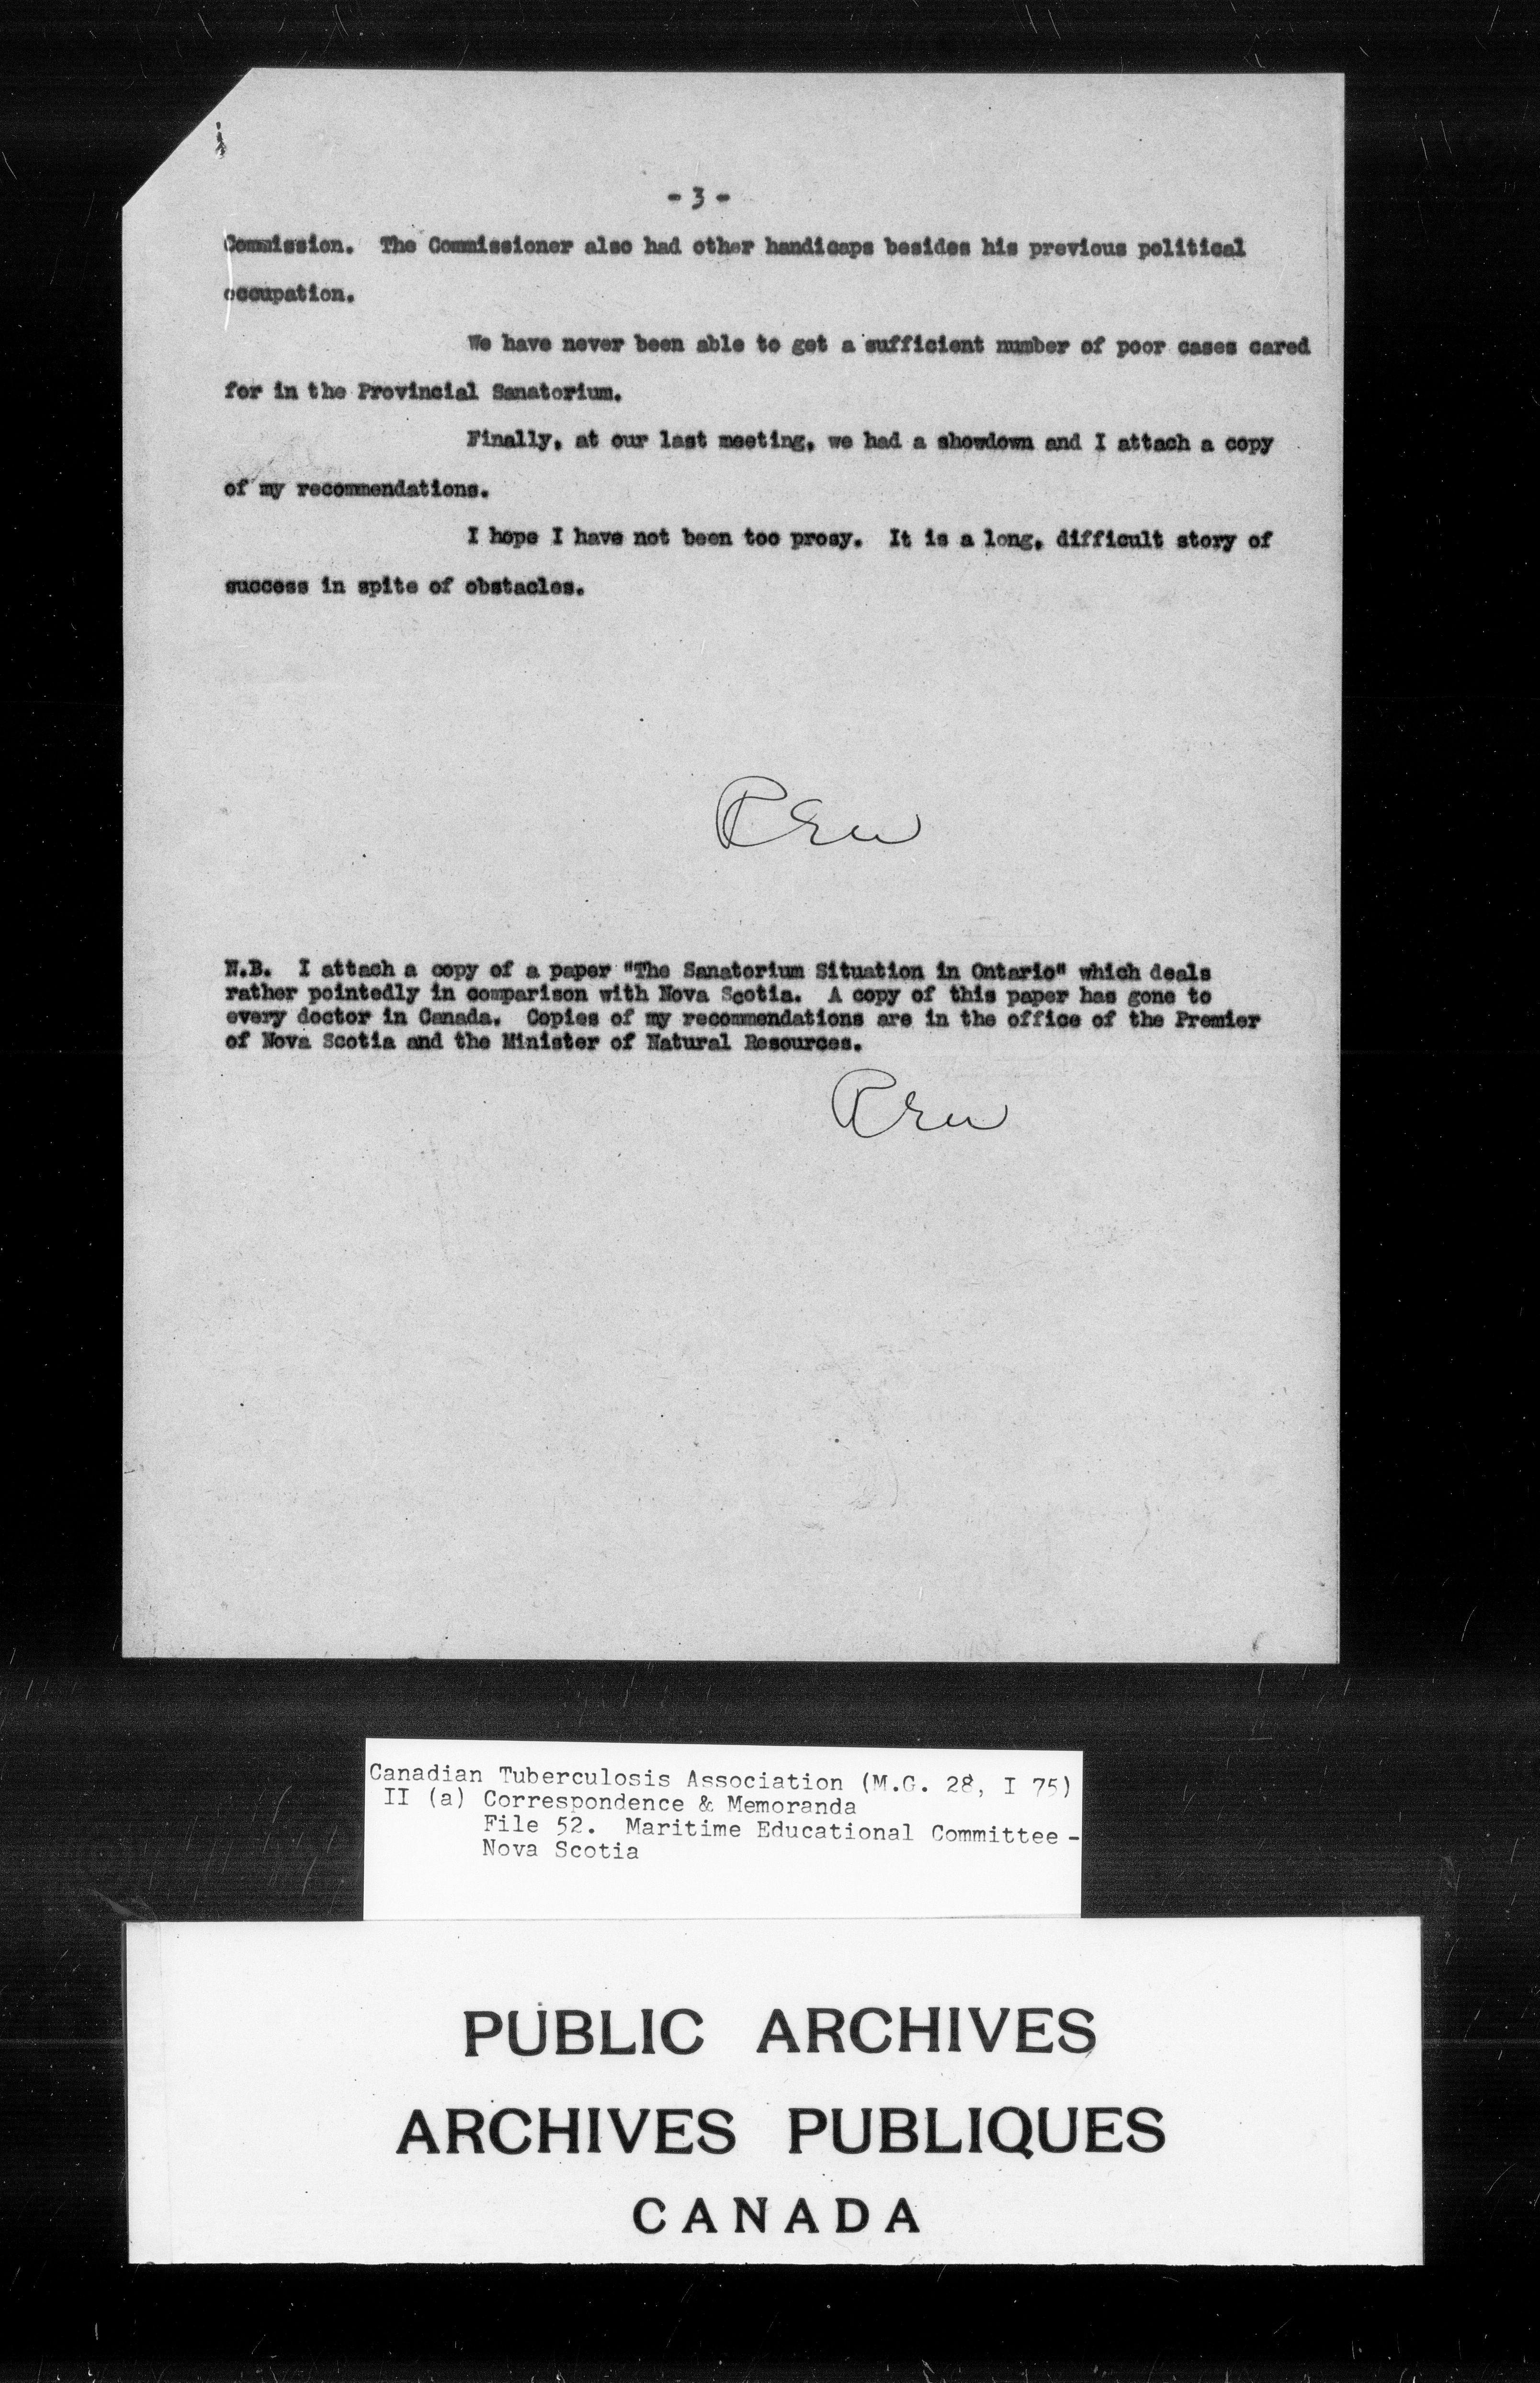 - 3 -
Commission. The Commissioner also had other handicaps besides his previous political
occupation.
We have never been able to get a sufficient number of poor cases cared
for in the Provincial Sanatorium.
Finally, at our last meeting, we had a showdown and I attach a copy
of my recommendations.
I hope I have not been too prosy. It is a long, difficult story of
success in spite of obstacles.
REW
N.B. I attach a copy of a paper "The Sanatorium Situation in Ontario" which deals
rather pointedly in comparison with Nova Scotia. A copy of this paper has gone to
every doctor in Canada. Copies of my recommendations are in the office of the Premier
of Nova Scotia and the Minister of Natural Resources.
REW
Canadian Tuberculosis Association (M.G. 28, I 75)
II (a) Correspondence & Memoranda
File 52. Maritime Educational Committee -
Nova Scotia
PUBLIC ARCHIVES
ARCHIVES PUBLIQUES
CANADA